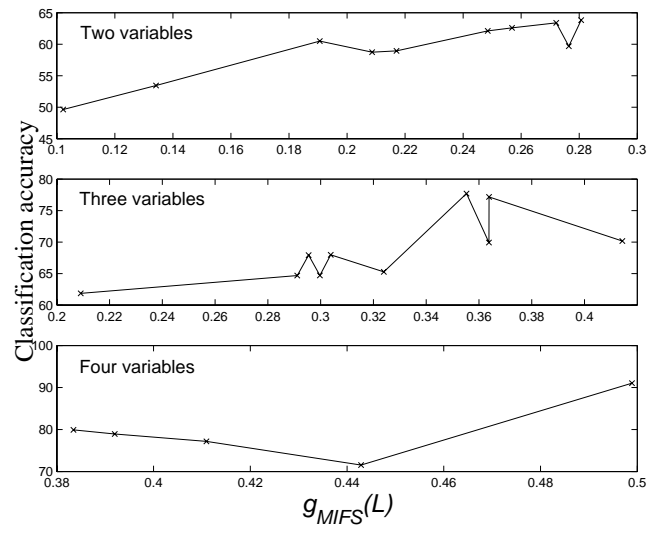 Classification accuracy
65
60
55
50
45
Two variables
0.1 0.12 0.14 0.16 0.18 0.2 0.22 0.24 0.26 0.28 0.3
80
75
70
65
60
Three variables
0.2 0.22 0.24 0.26 0.28 0.3 0.32 0.34 0.36 0.38 0.4
100
90
80
70
Four variables
0.38 0.4 0.42 0.44 0.46 0.48 0.5
g_MIFS(L)